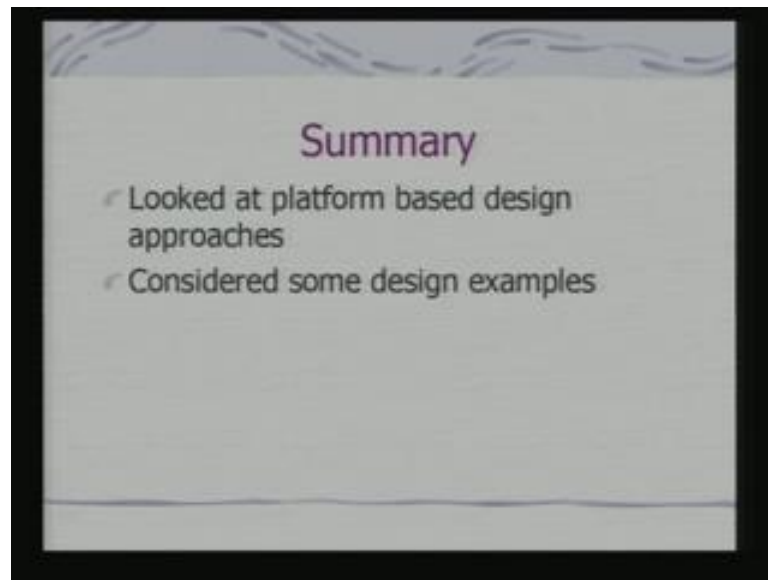 Summary
Looked at platform based design
approaches
Considered some design examples